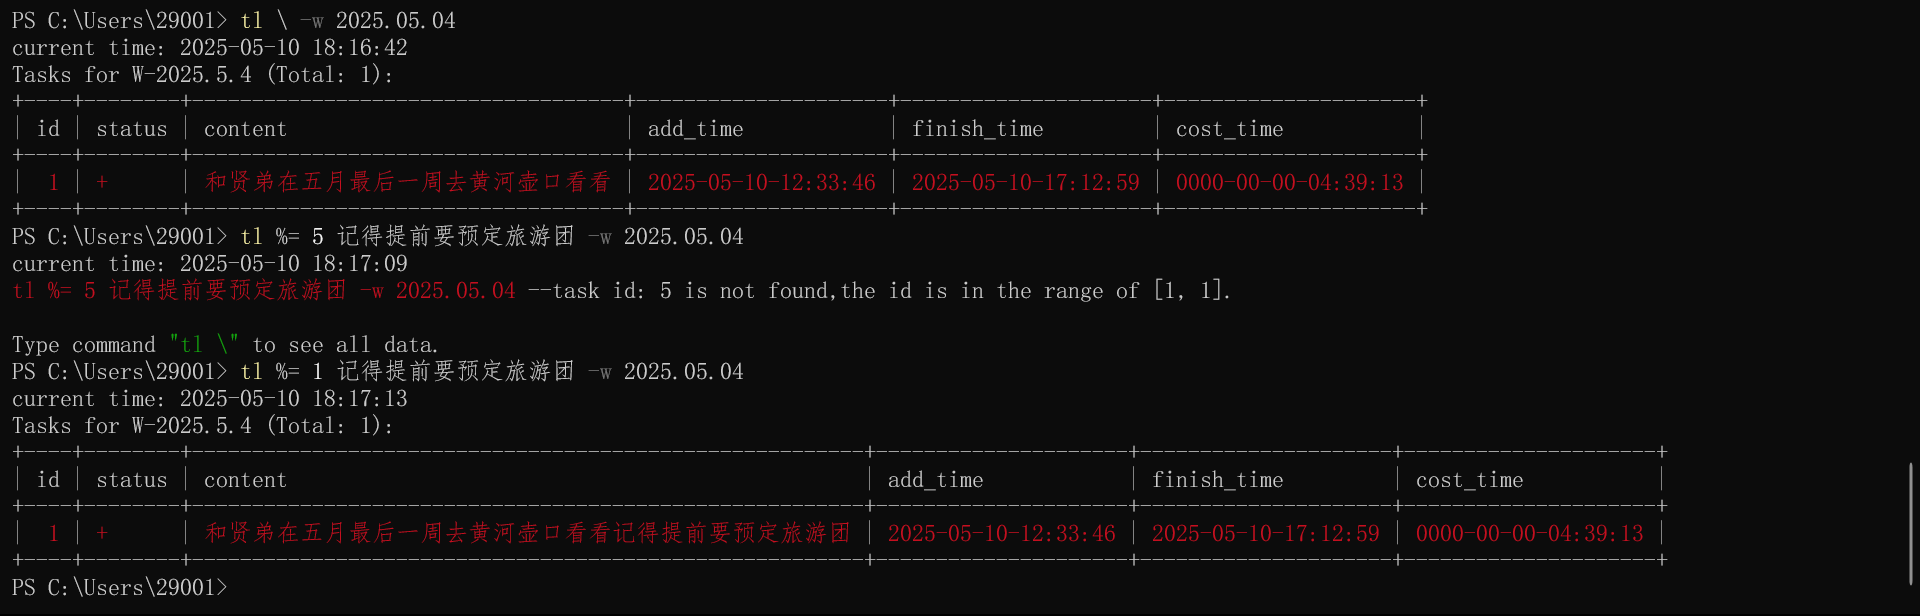 PS C:\Users\29001> tl \ -w 2025.05.04
current time: 2025-05-10 18:16:42
Tasks for W-2025.5.4 (Total: 1):
+----+--------+------------------------------------+---------------------+---------------------+---------------------+
| id | status | content                            | add_time            | finish_time         | cost_time           |
+----+--------+------------------------------------+---------------------+---------------------+---------------------+
|  1 | +      | 和贤弟在五月最后一周去黄河壶口看看 | 2025-05-10-12:33:46 | 2025-05-10-17:12:59 | 0000-00-00-04:39:13 |
+----+--------+------------------------------------+---------------------+---------------------+---------------------+
PS C:\Users\29001> tl %= 5 记得提前要预定旅游团 -w 2025.05.04
current time: 2025-05-10 18:17:09
tl %= 5 记得提前要预定旅游团 -w 2025.05.04 --task id: 5 is not found,the id is in the range of [1, 1].

Type command "tl \" to see all data.
PS C:\Users\29001> tl %= 1 记得提前要预定旅游团 -w 2025.05.04
current time: 2025-05-10 18:17:13
Tasks for W-2025.5.4 (Total: 1):
+----+--------+--------------------------------------------------------+---------------------+---------------------+---------------------+
| id | status | content                                                | add_time            | finish_time         | cost_time           |
+----+--------+--------------------------------------------------------+---------------------+---------------------+---------------------+
|  1 | +      | 和贤弟在五月最后一周去黄河壶口看看记得提前要预定旅游团 | 2025-05-10-12:33:46 | 2025-05-10-17:12:59 | 0000-00-00-04:39:13 |
+----+--------+--------------------------------------------------------+---------------------+---------------------+---------------------+
PS C:\Users\29001>